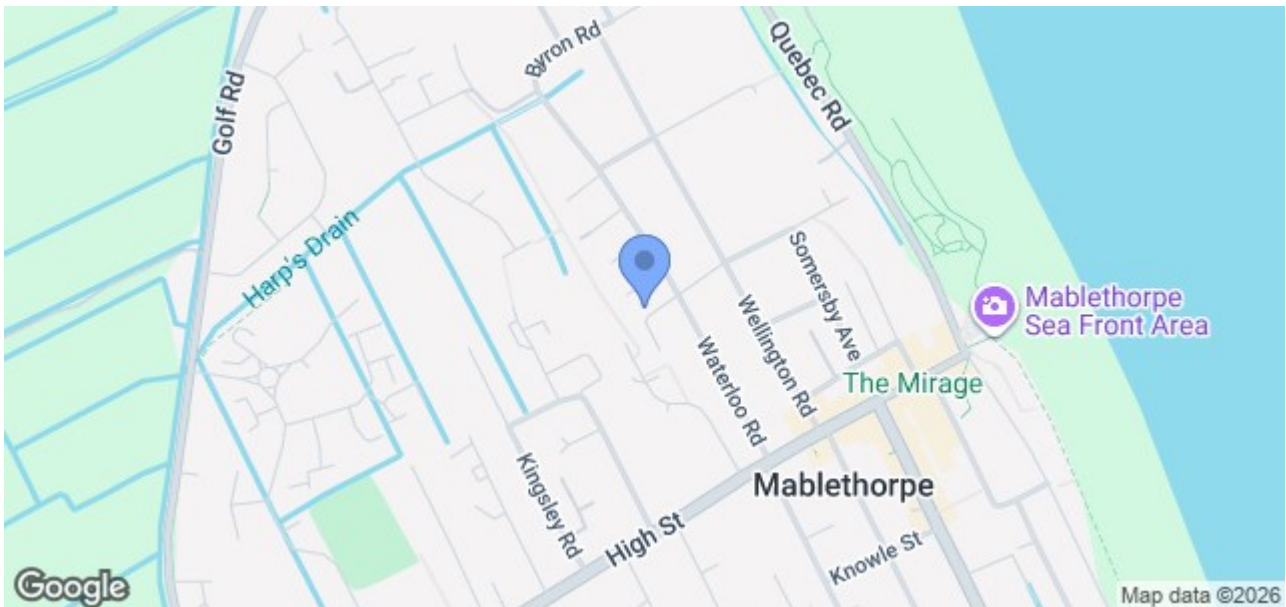 Byron Rd
Quebec Rd
Golf Rd
Harp's Drain
Somersby Ave
Mablethorpe
Sea Front Area
Wellington Rd
Waterloo Rd
The Mirage
Kingsley Rd
Mablethorpe
High St
Knowle St
Google
Map data ©2026